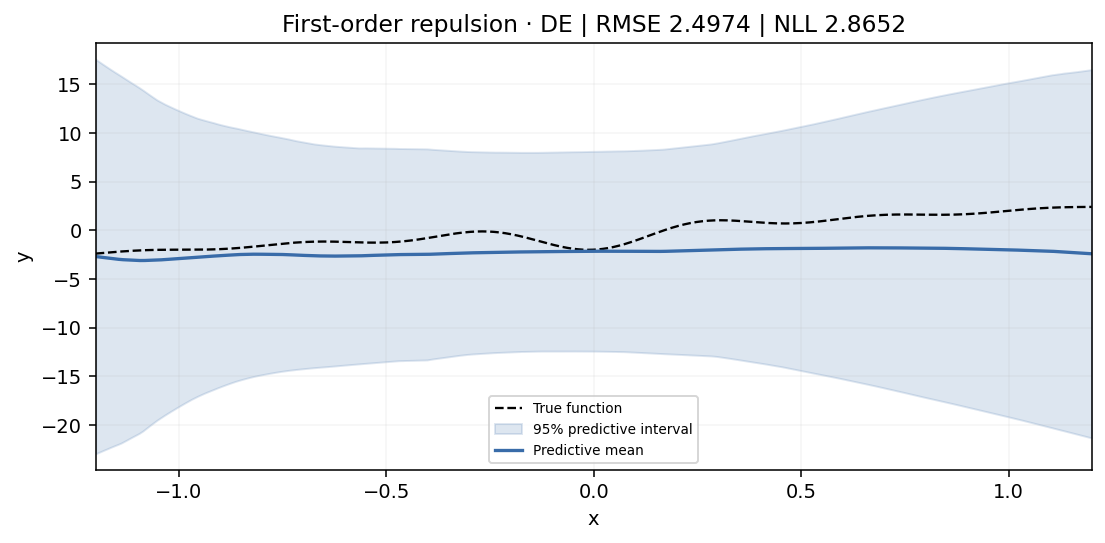 First-order repulsion · DE | RMSE 2.4974 | NLL 2.8652
15
10
5
0
−5
−10
−15
−20
y
True function
95% predictive interval
Predictive mean
−1.0
−0.5
0.0
0.5
1.0
x